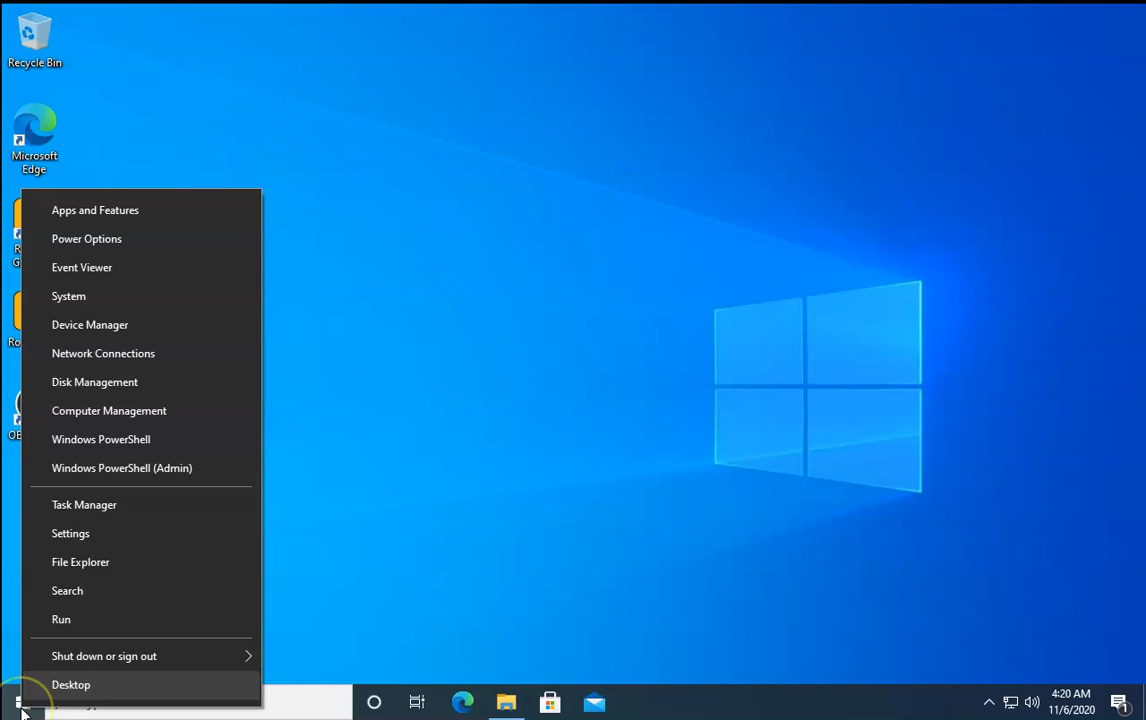 Recycle Bin
Microsoft
Edge
Apps and Features
Power Options
Event Viewer
System
Device Manager
Network Connections
Disk Management
Computer Management
Windows PowerShell
Windows PowerShell (Admin)
Task Manager
Settings
File Explorer
Search
Run
Shut down or sign out
Desktop
4:20 AM
11/6/2020
1